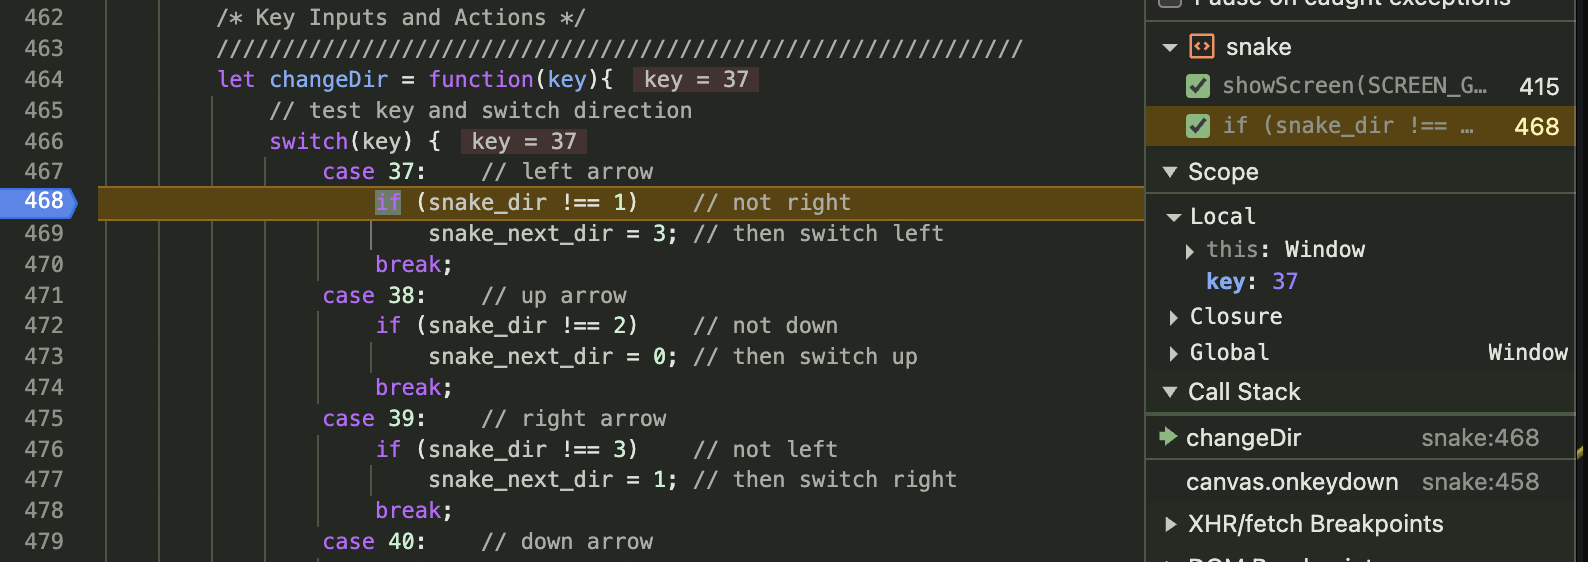 462 /* Key Inputs and Actions */
463 /////////////////////////////////////////////////////////////
464 let changeDir = function(key){ key = 37
465 // test key and switch direction
466 switch(key) { key = 37
467 case 37: // left arrow
468 if (snake_dir !== 1) // not right
469 snake_next_dir = 3; // then switch left
470 break;
471 case 38: // up arrow
472 if (snake_dir !== 2) // not down
473 snake_next_dir = 0; // then switch up
474 break;
475 case 39: // right arrow
476 if (snake_dir !== 3) // not left
477 snake_next_dir = 1; // then switch right
478 break;
479 case 40: // down arrow
Pause on caught exceptions
snake
showScreen(SCREEN_G… 415
if (snake_dir !== … 468
Scope
Local
this: Window
key: 37
Closure
Global Window
Call Stack
changeDir snake:468
canvas.onkeydown snake:458
XHR/fetch Breakpoints